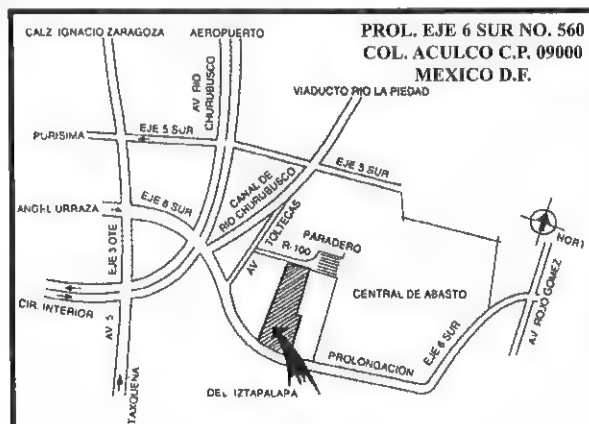 PROL. EJE 6 SUR NO. 560
COL. ACULCO C.P. 09000
MEXICO D.F.
CALZ IGNACIO ZARAGOZA
AEROPUERTO
AV RIO
CHURUBUSCO
VIADUCTO RIO LA PIEDAD
PURISIMA
EJE 5 SUR
EJE 5 SUR
CANAL DE
RIO CHURUBUSCO
ANGEL URRAZA
EJE 6 SUR
AV TOLTECAS
R-100
PARADERO
NORT
EJE 3 OTE
CENTRAL DE ABASTO
CIR. INTERIOR
AV 5
AV ROJO GOMEZ
EJE 6 SUR
PROLONGACION
DEL IZTAPALAPA
TAXQUEÑA